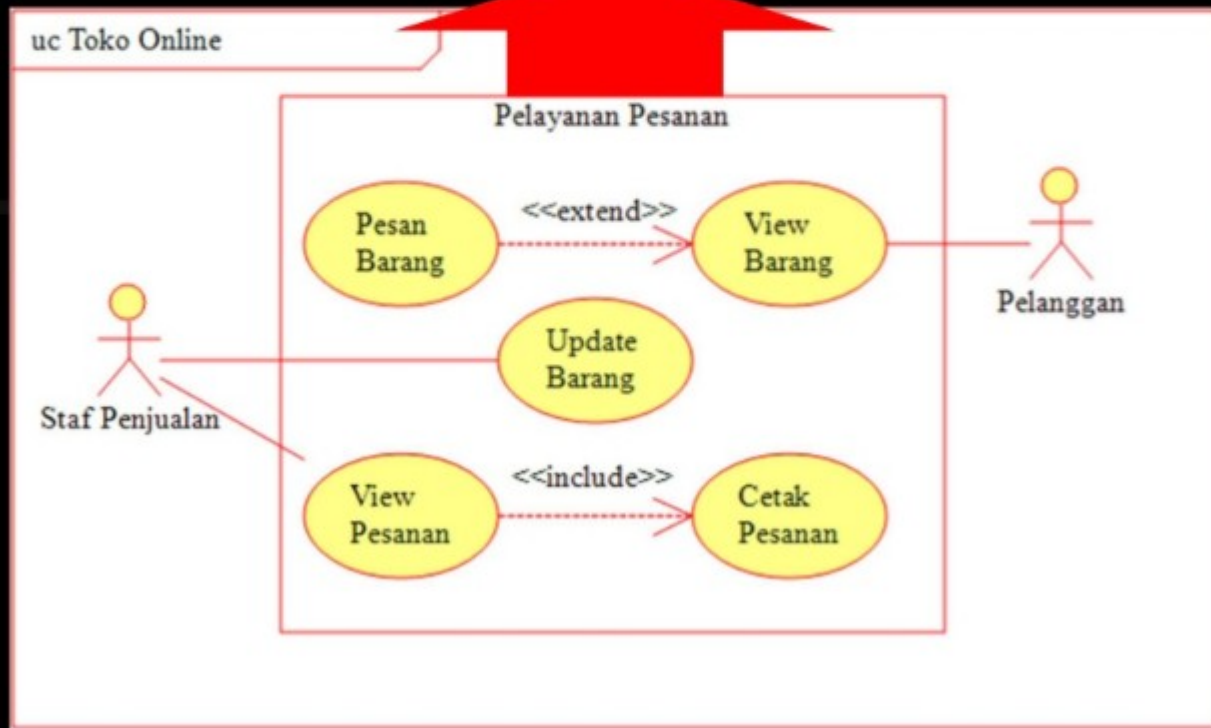 uc Toko Online
Pelayanan Pesanan
Pesan
Barang
<<extend>>
View
Barang
Pelanggan
Update
Barang
Staf Penjualan
View
Pesanan
<<include>>
Cetak
Pesanan